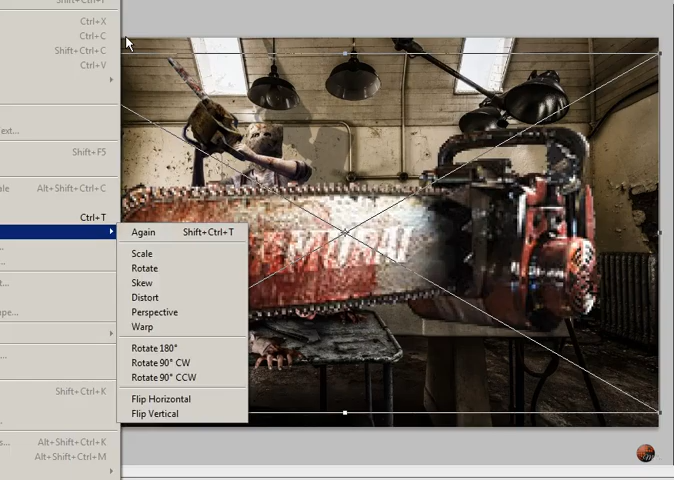 Ctrl+X
Ctrl+C
Shift+Ctrl+C
Ctrl+V
Text...
Shift+F5
Alt+Shift+Ctrl+C
Ctrl+T
Again Shift+Ctrl+T
Scale
Rotate
Skew
Distort
Perspective
Warp
Rotate 180°
Rotate 90° CW
Rotate 90° CCW
Shift+Ctrl+K
Flip Horizontal
Flip Vertical
Alt+Shift+Ctrl+K
Alt+Shift+Ctrl+M